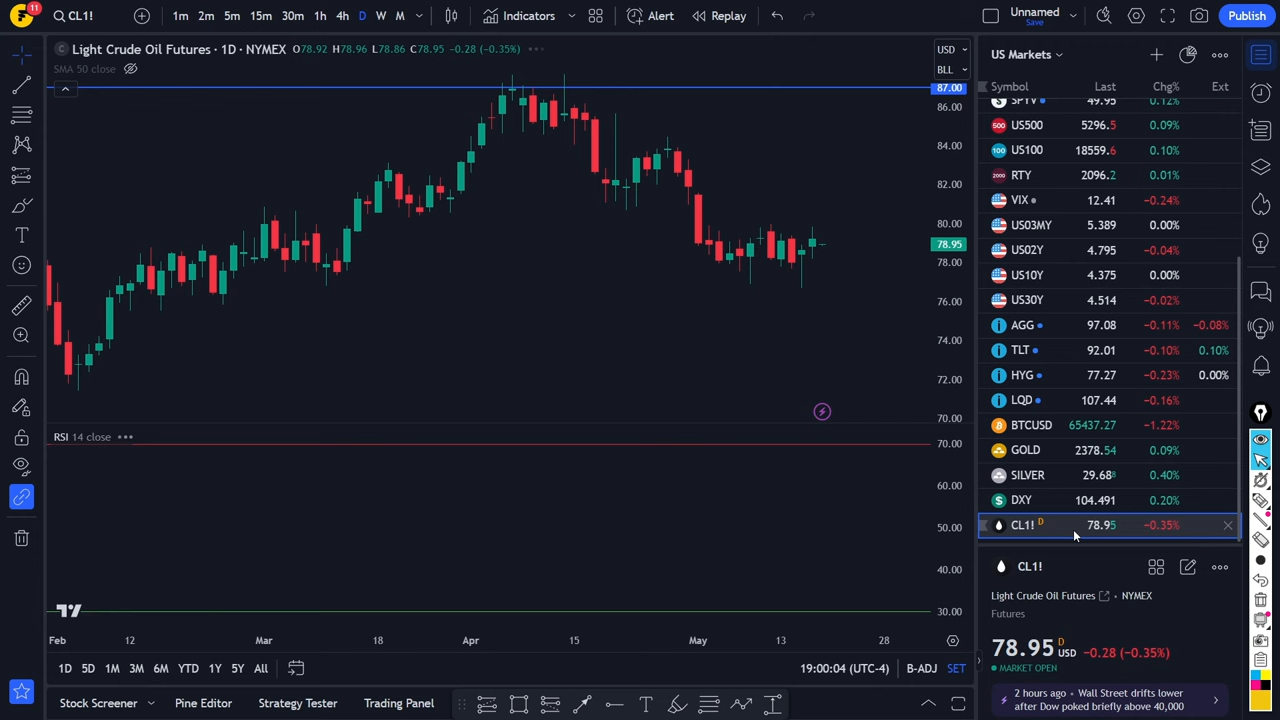 11
CL1!
1m 2m 5m 15m 30m 1h 4h D W M
Indicators
Alert
Replay
Unnamed
Save
Publish
Light Crude Oil Futures · 1D · NYMEX O78.92 H78.96 L78.86 C78.95 −0.28 (−0.35%)
SMA 50 close
USD
BLL
87.00
86.00
84.00
82.00
80.00
78.95
78.00
76.00
74.00
72.00
70.00
RSI 14 close
70.00
60.00
50.00
40.00
30.00
Feb 12 Mar 18 Apr 15 May 13 28
1D 5D 1M 3M 6M YTD 1Y 5Y All
19:00:04 (UTC-4) B-ADJ SET
Stock Screener Pine Editor Strategy Tester Trading Panel
US Markets
Symbol Last Chg% Ext
SPYV 49.95 0.12%
US500 5296.5 0.09%
US100 18559.6 0.10%
RTY 2096.2 0.01%
VIX 12.41 −0.24%
US03MY 5.389 0.00%
US02Y 4.795 −0.04%
US10Y 4.375 0.00%
US30Y 4.514 −0.02%
AGG 97.08 −0.11% −0.08%
TLT 92.01 −0.10% 0.10%
HYG 77.27 −0.23% 0.00%
LQD 107.44 −0.16%
BTCUSD 65437.27 −1.22%
GOLD 2378.54 0.09%
SILVER 29.688 0.40%
DXY 104.491 0.20%
CL1! D 78.95 −0.35%
CL1!
Light Crude Oil Futures · NYMEX
Futures
78.95 D USD −0.28 (−0.35%)
MARKET OPEN
2 hours ago · Wall Street drifts lower
after Dow poked briefly above 40,000